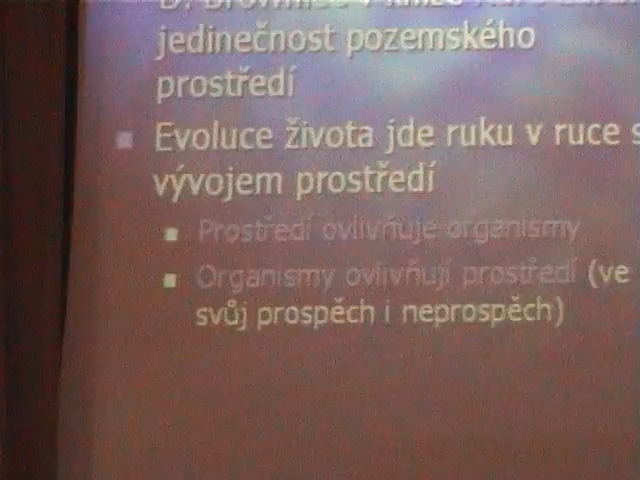 jedinečnost pozemského
prostředí
Evoluce života jde ruku v ruce s
vývojem prostředí
Prostředí ovlivňuje organismy
Organismy ovlivňují prostředí (ve
svůj prospěch i neprospěch)